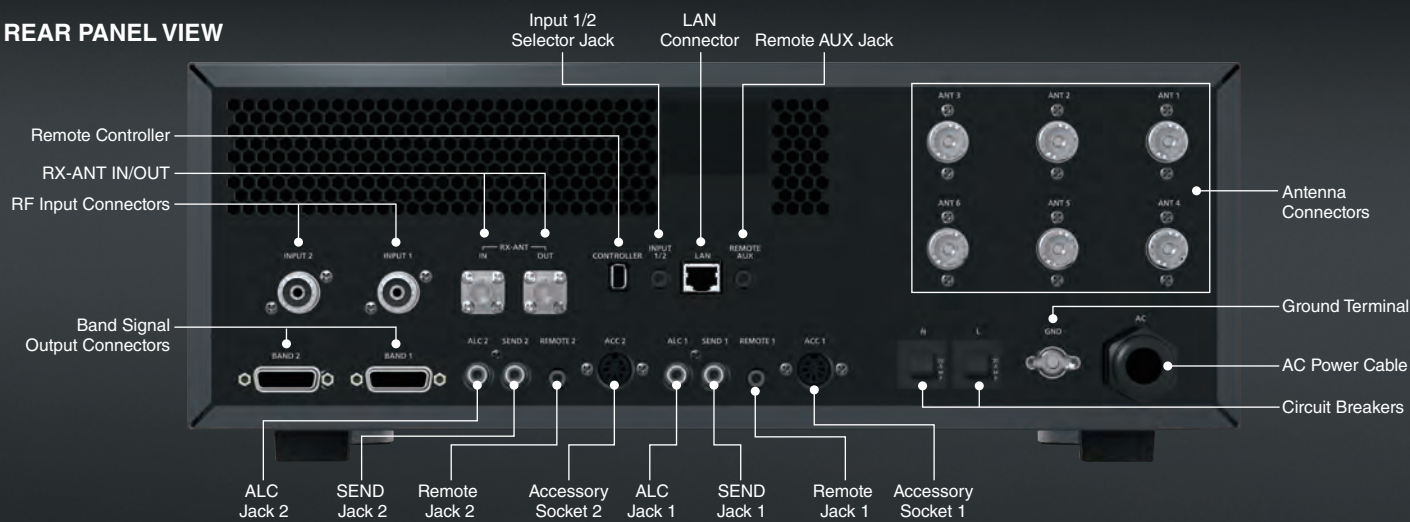 REAR PANEL VIEW
Input 1/2
Selector Jack
LAN
Connector
Remote AUX Jack
Remote Controller
RX-ANT IN/OUT
RF Input Connectors
Band Signal
Output Connectors
ANT 3
ANT 2
ANT 1
ANT 6
ANT 5
ANT 4
Antenna
Connectors
INPUT 2
INPUT 1
RX-ANT
IN
OUT
CONTROLLER
INPUT
1/2
LAN
REMOTE
AUX
Ground Terminal
AC Power Cable
Circuit Breakers
BAND 2
BAND 1
ALC 2
SEND 2
REMOTE 2
ACC 2
ALC 1
SEND 1
REMOTE 1
ACC 1
N
L
GND
AC
ALC
Jack 2
SEND
Jack 2
Remote
Jack 2
Accessory
Socket 2
ALC
Jack 1
SEND
Jack 1
Remote
Jack 1
Accessory
Socket 1